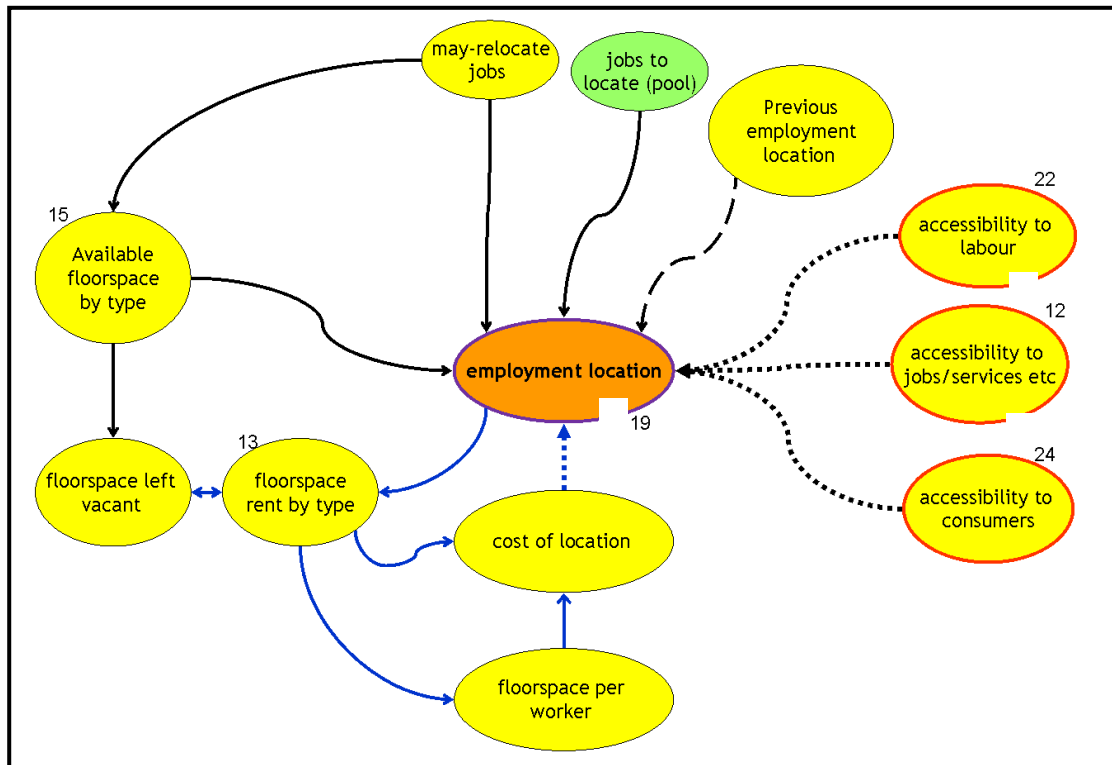 may-relocate
jobs
jobs to
locate (pool)
Previous
employment
location
22
accessibility to
labour
15
Available
floorspace
by type
12
accessibility to
jobs/services etc
employment location
19
24
accessibility to
consumers
13
floorspace left
vacant
floorspace
rent by type
cost of location
floorspace per
worker